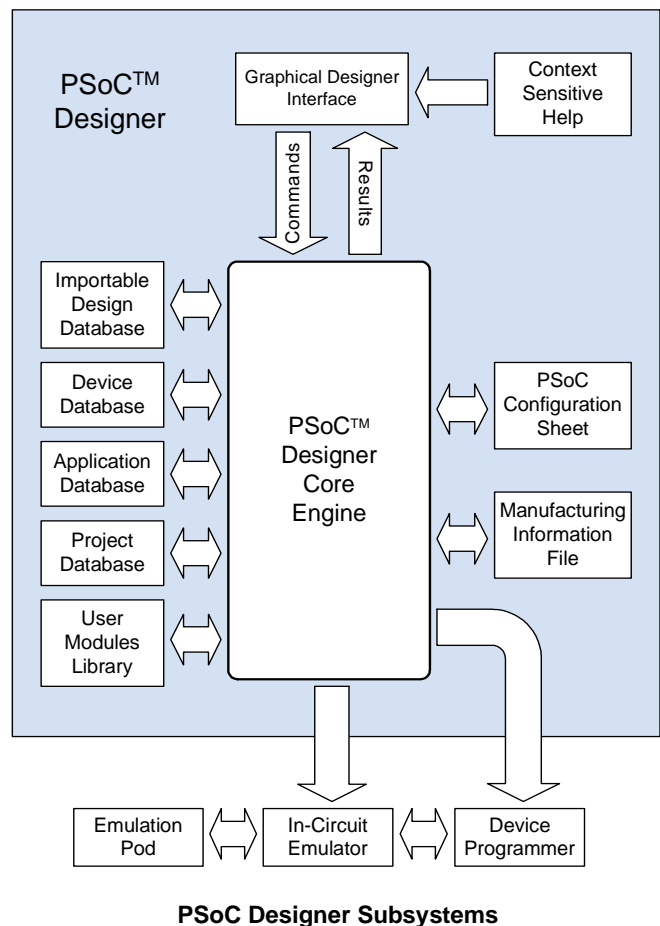 PSoC™
Designer
Graphical Designer
Interface
Context
Sensitive
Help
Commands
Results
Importable
Design
Database
Device
Database
Application
Database
Project
Database
User
Modules
Library
PSoC™
Designer
Core
Engine
PSoC
Configuration
Sheet
Manufacturing
Information
File
Emulation
Pod
In-Circuit
Emulator
Device
Programmer
PSoC Designer Subsystems